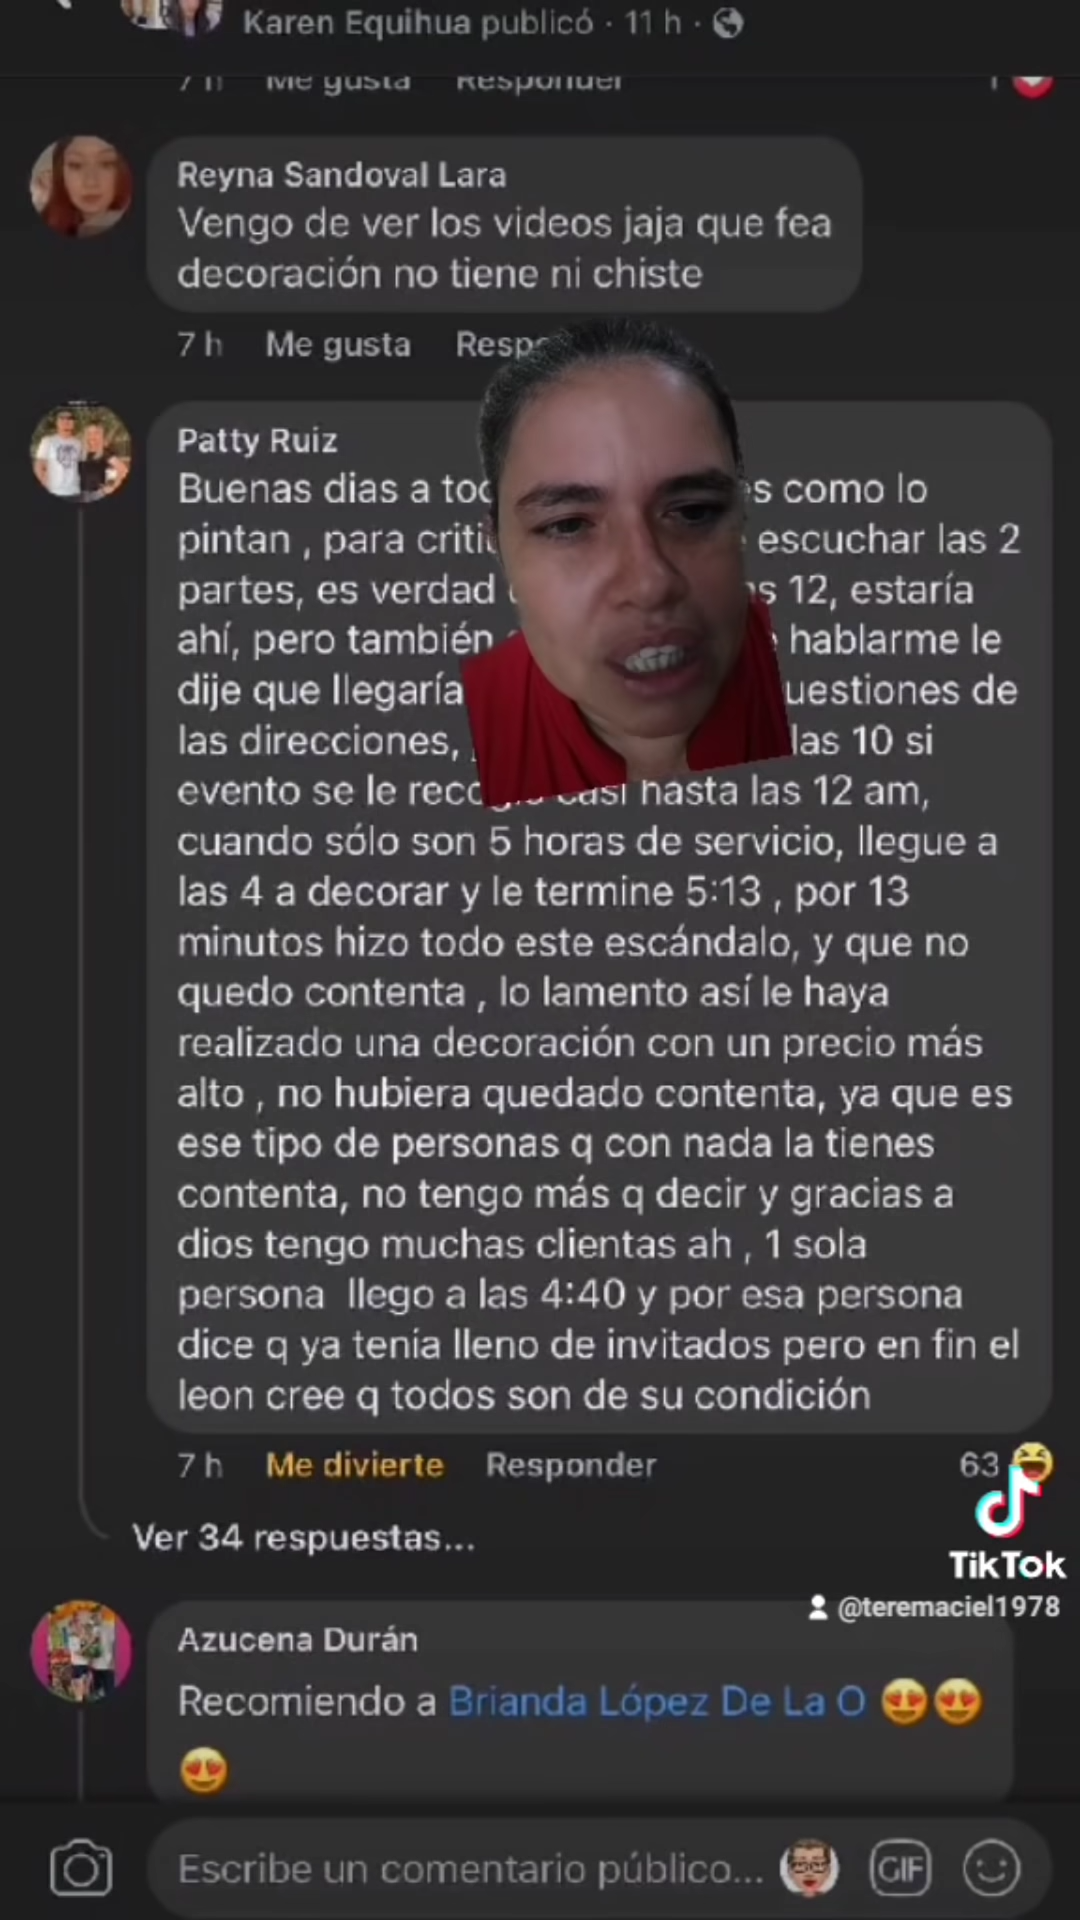 Karen Equihua publicó · 11 h ·
7 h Me gusta Responder 1
Reyna Sandoval Lara
Vengo de ver los videos jaja que fea
decoración no tiene ni chiste
7 h Me gusta
Patty Ruiz
Buenas dias a como lo
pintan , para escuchar las 2
partes, es verdad 12, estaría
ahí, pero también hablarme le
dije que llegaría de
las direcciones, las 10 si
evento se le casi hasta las 12 am,
cuando sólo son 5 horas de servicio, llegue a
las 4 a decorar y le termine 5:13 , por 13
minutos hizo todo este escándalo, y que no
quedo contenta , lo lamento así le haya
realizado una decoración con un precio más
alto , no hubiera quedado contenta, ya que es
ese tipo de personas q con nada la tienes
contenta, no tengo más q decir y gracias a
dios tengo muchas clientas ah , 1 sola
persona llego a las 4:40 y por esa persona
dice q ya tenia lleno de invitados pero en fin el
leon cree q todos son de su condición
7 h Me divierte Responder 63
TikTok
@teremaciel1978
Ver 34 respuestas...
Azucena Durán
Recomiendo a Brianda López De La O 😍😍
😍
Escribe un comentario público... GIF